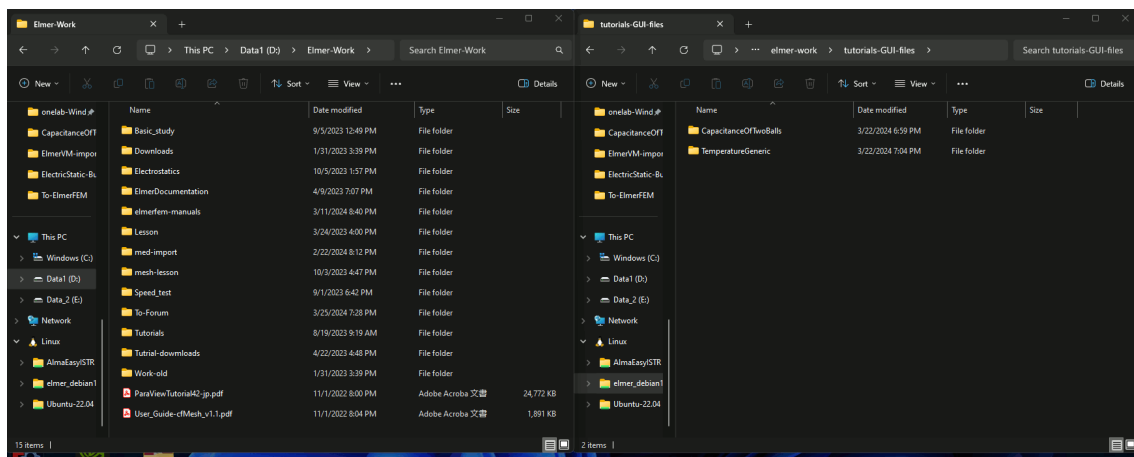 Elmer-Work
This PC > Data1 (D:) > Elmer-Work >
Search Elmer-Work
New
Sort
View
Details
onelab-Wind
CapacitanceOfT
ElmerVM-impor
ElectricStatic-Bu
To-ElmerFEM
This PC
Windows (C:)
Data1 (D:)
Data_2 (E:)
Network
Linux
AlmaEasyISTR
elmer_debian1
Ubuntu-22.04
Name Date modified Type Size
Basic_study 9/5/2023 12:49 PM File folder
Downloads 1/31/2023 3:39 PM File folder
Electrostatics 10/5/2023 1:57 PM File folder
ElmerDocumentation 4/9/2023 7:07 PM File folder
elmerfem-manuals 3/11/2024 8:40 PM File folder
Lesson 3/24/2023 4:00 PM File folder
med-import 2/22/2024 8:12 PM File folder
mesh-lesson 10/3/2023 4:47 PM File folder
Speed_test 9/1/2023 6:42 PM File folder
To-Forum 3/25/2024 7:28 PM File folder
Tutorials 8/19/2023 9:19 AM File folder
Tutrial-dowmloads 4/22/2023 4:48 PM File folder
Work-old 1/31/2023 3:39 PM File folder
ParaViewTutorial42-jp.pdf 11/1/2022 8:00 PM Adobe Acroba 文書 24,772 KB
User_Guide-cfMesh_v1.1.pdf 11/1/2022 8:04 PM Adobe Acroba 文書 1,891 KB
15 items
tutorials-GUI-files
elmer-work > tutorials-GUI-files >
Search tutorials-GUI-files
New
Sort
View
Details
onelab-Wind
CapacitanceOfT
ElmerVM-impor
ElectricStatic-Bu
To-ElmerFEM
This PC
Windows (C:)
Data1 (D:)
Data_2 (E:)
Network
Linux
AlmaEasyISTR
elmer_debian1
Ubuntu-22.04
Name Date modified Type Size
CapacitanceOfTwoBalls 3/22/2024 6:59 PM File folder
TemperatureGeneric 3/22/2024 7:04 PM File folder
2 items